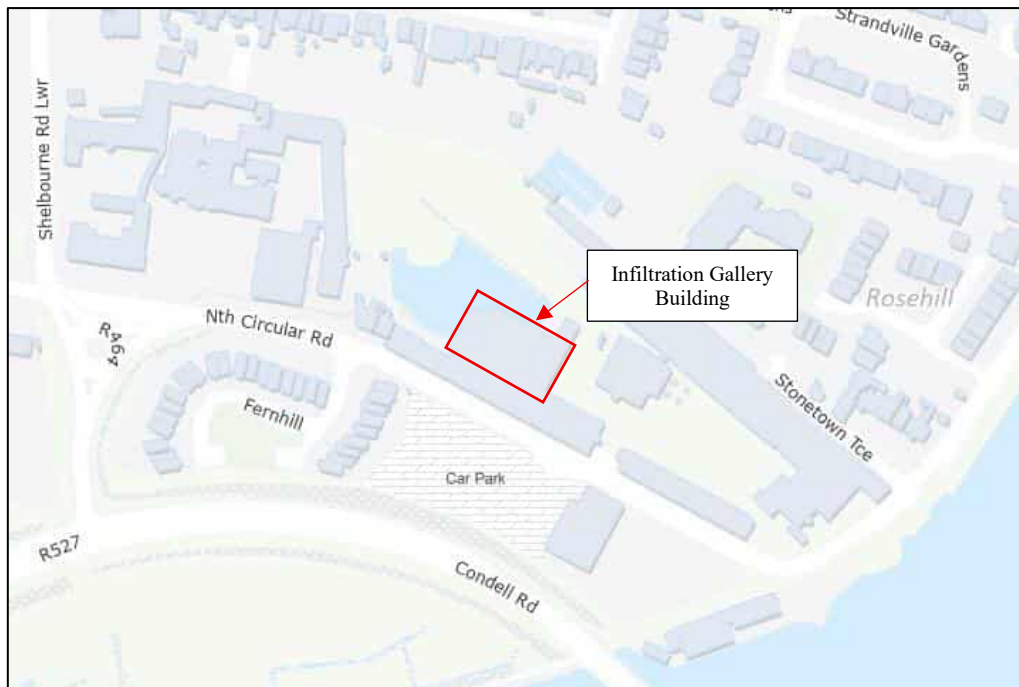 Strandville Gardens
Shelbourne Rd Lwr
Infiltration Gallery
Building
Rosehill
Nth Circular Rd
R464
Fernhill
Stonetown Tce
Car Park
R527
Condell Rd